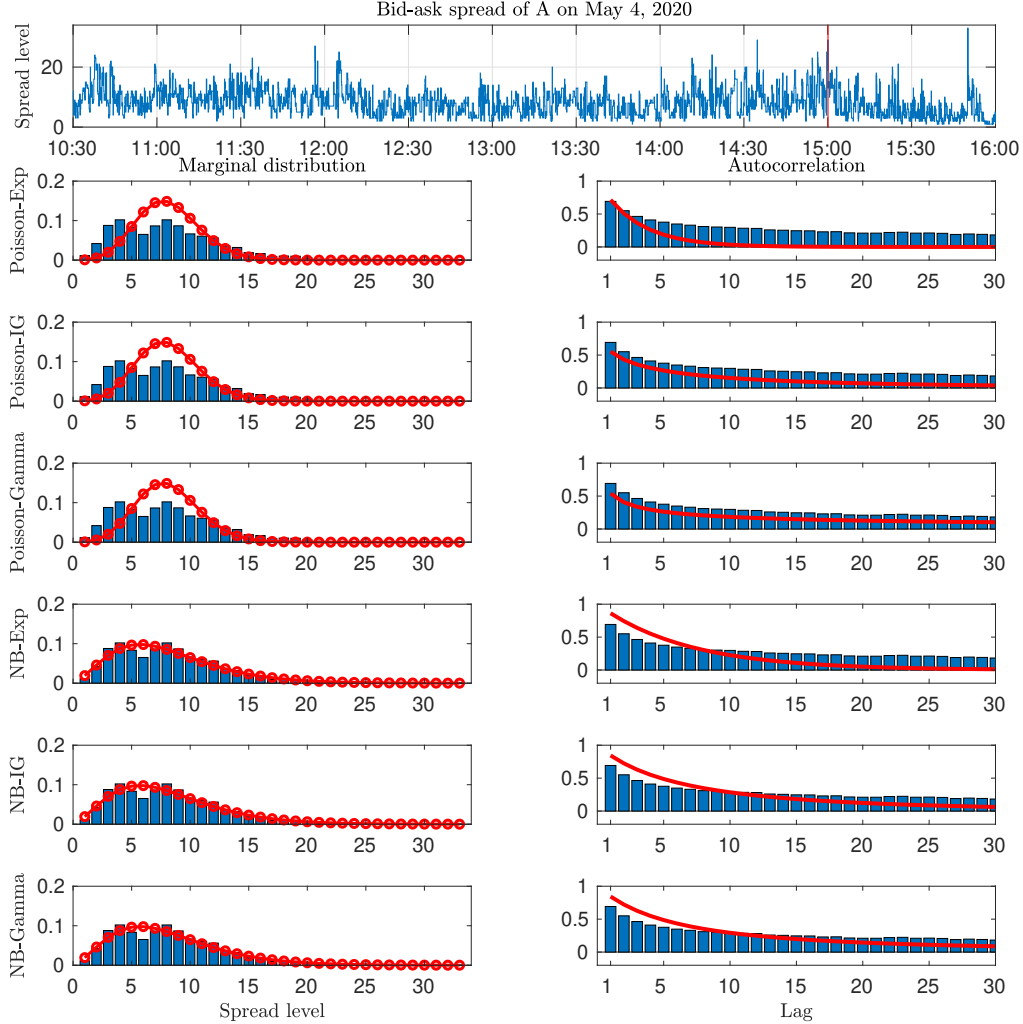 Bid-ask spread of A on May 4, 2020
Spread level
20
0
10:30 11:00 11:30 12:00 12:30 13:00 13:30 14:00 14:30 15:00 15:30 16:00
Marginal distribution
Autocorrelation
Poisson-Exp
0.2
0.1
0
0 5 10 15 20 25 30
1
0.5
0
1 5 10 15 20 25 30
Poisson-IG
0.2
0.1
0
0 5 10 15 20 25 30
1
0.5
0
1 5 10 15 20 25 30
Poisson-Gamma
0.2
0.1
0
0 5 10 15 20 25 30
1
0.5
0
1 5 10 15 20 25 30
NB-Exp
0.2
0.1
0
0 5 10 15 20 25 30
1
0.5
0
1 5 10 15 20 25 30
NB-IG
0.2
0.1
0
0 5 10 15 20 25 30
1
0.5
0
1 5 10 15 20 25 30
NB-Gamma
0.2
0.1
0
0 5 10 15 20 25 30
1
0.5
0
1 5 10 15 20 25 30
Spread level
Lag